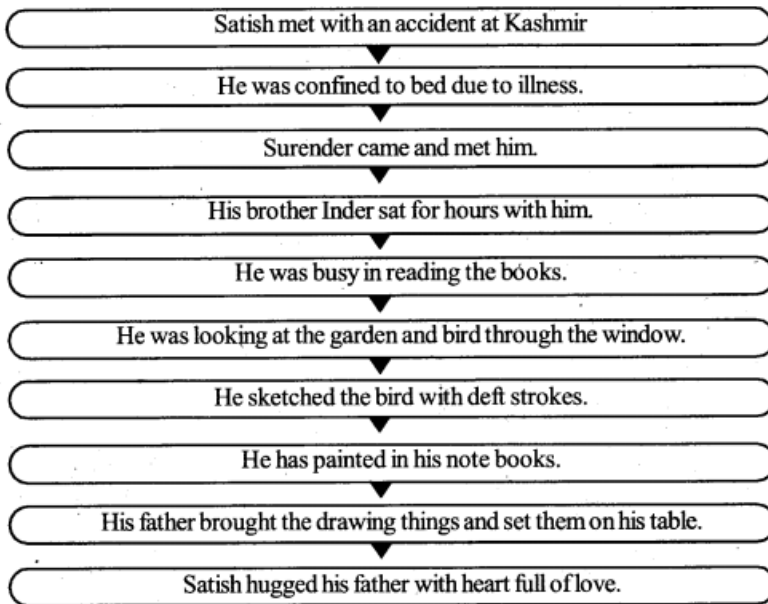 Satish met with an accident at Kashmir
He was confined to bed due to illness.
Surender came and met him.
His brother Inder sat for hours with him.
He was busy in reading the books.
He was looking at the garden and bird through the window.
He sketched the bird with deft strokes.
He has painted in his note books.
His father brought the drawing things and set them on his table.
Satish hugged his father with heart full of love.